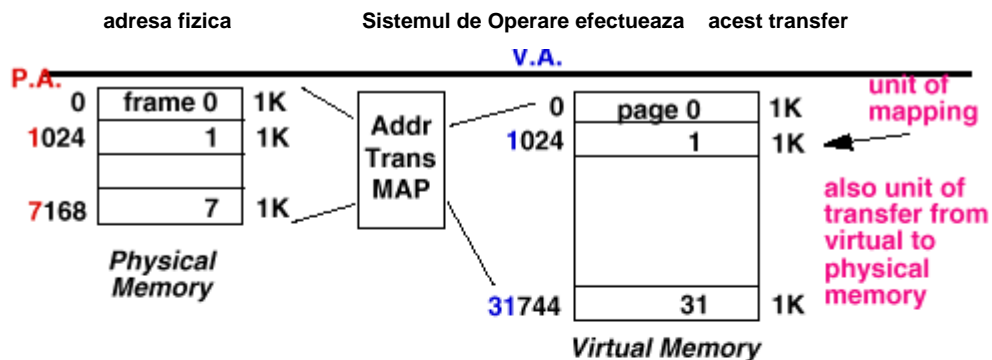 adresa fizica Sistemul de Operare efectueaza acest transfer
V.A.
P.A.
0 frame 0 1K
1024 1 1K
7168 7 1K
Physical
Memory
Addr
Trans
MAP
0 page 0 1K
1024 1 1K
31744 31 1K
Virtual Memory
unit of
mapping
also unit of
transfer from
virtual to
physical
memory